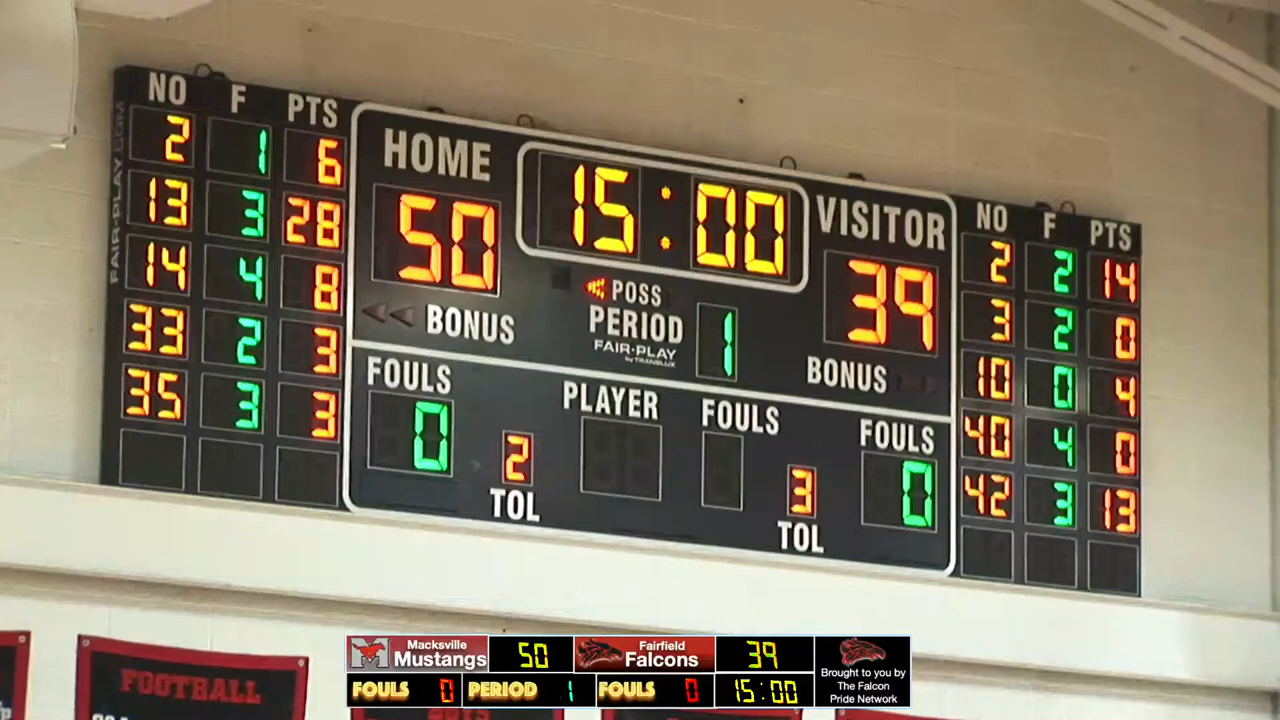 NO F PTS
2 1 6
13 3 28
14 4 8
33 2 3
35 3 3
FAIR-PLAY.COM
HOME
50
15:00
VISITOR
39
POSS
BONUS
PERIOD 1
FAIR-PLAY
by TRANS-LUX
BONUS
FOULS
0
2
TOL
PLAYER
FOULS
3
TOL
FOULS
0
NO F PTS
2 2 14
3 2 0
10 0 4
40 4 0
42 3 13
FOOTBALL
Macksville
Mustangs
50
Fairfield
Falcons
39
FOULS 0
PERIOD 1
FOULS 0
15:00
Brought to you by
The Falcon
Pride Network